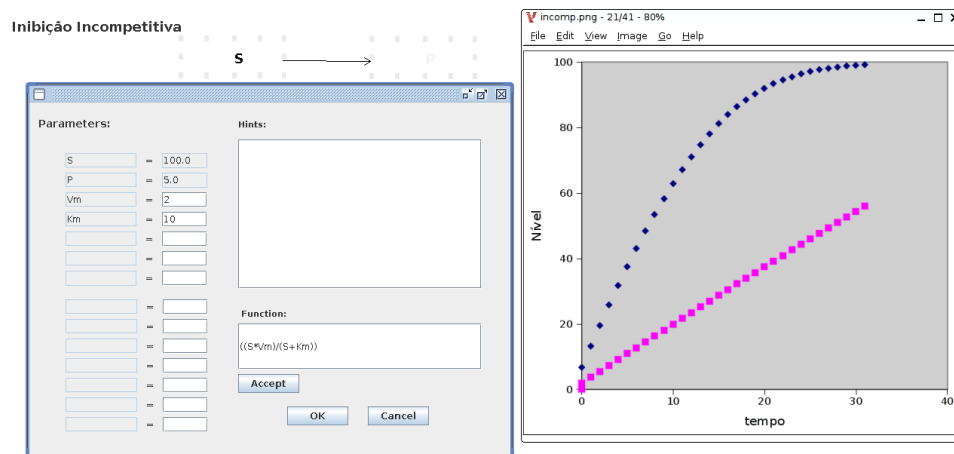 Inibição Incompetitiva
S
P
Parameters:
Hints:
S = 100.0
P = 5.0
Vm = 2
Km = 10
=
=
=
=
=
=
=
=
=
=
Function:
((S*Vm)/(S+Km))
Accept
OK
Cancel
incomp.png - 21/41 - 80%
File Edit View Image Go Help
100
80
60
40
20
0
Nível
0 10 20 30 40
tempo